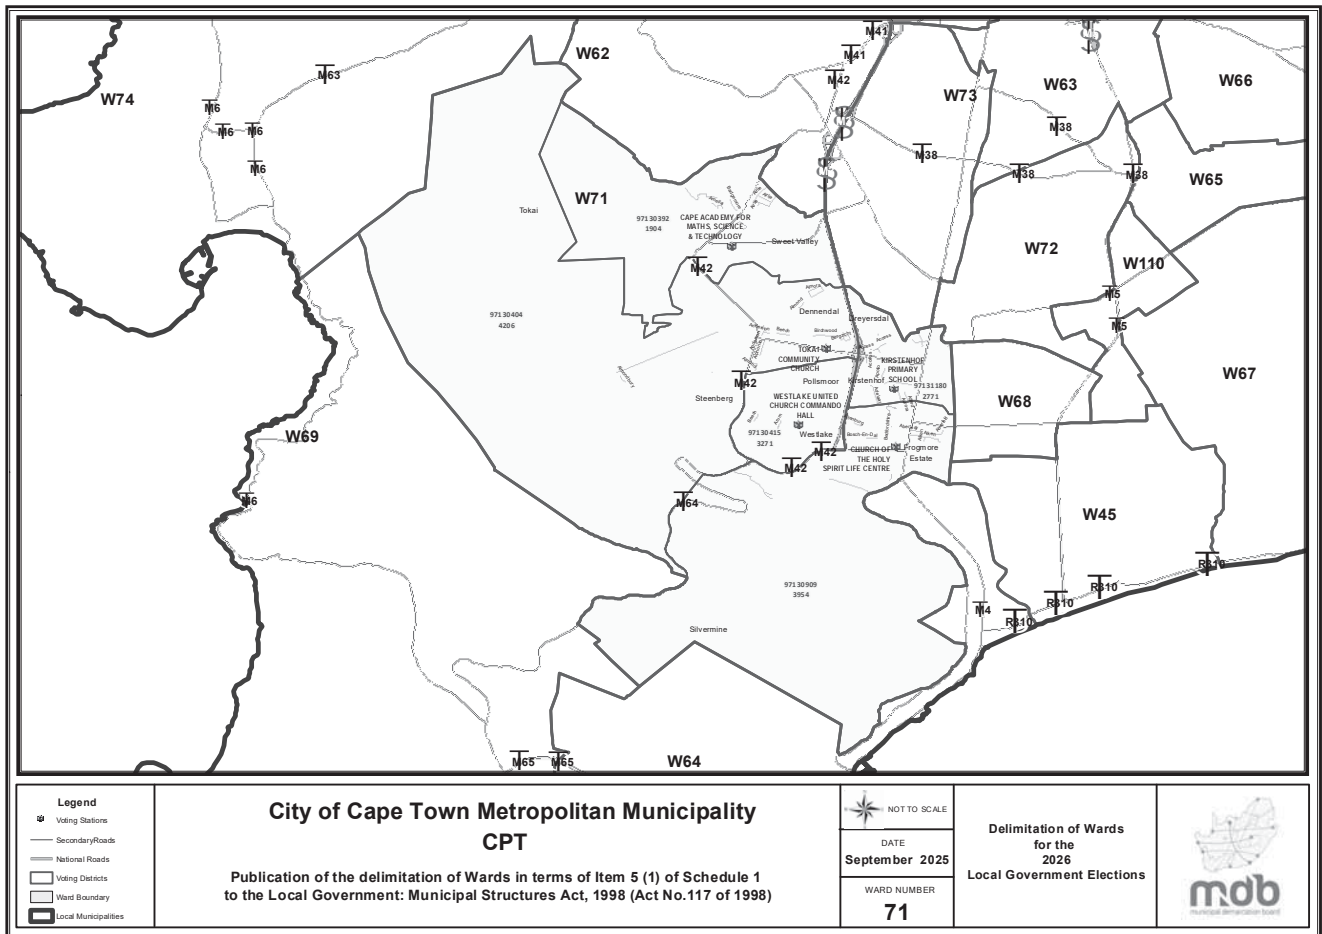 W62
M41
M41
M42
W74
M63
M6
M6
M6
M6
W73
W63
W66
M38
M38
M38
M38
W65
W71
Tokai
97130392
1904
CAPE ACADEMY FOR
MATHS, SCIENCE
& TECHNOLOGY
Sweet Valley
M42
W72
W110
M5
M5
97130404
4206
Dennendal
Dreyersdal
TOKAI
COMMUNITY
CHURCH
KIRSTENHOF
PRIMARY
SCHOOL
Pollsmoor
Kirstenhof
97131180
2771
M42
Steenberg
WESTLAKE UNITED
CHURCH COMMANDO
HALL
97130415
3271
Westlake
M42
M42
CHURCH OF
THE HOLY
SPIRIT LIFE CENTRE
Frogmore
Estate
W68
W67
W69
M6
M64
W45
97130909
3954
Silvermine
M4
R310
R310
R310
R310
M65
M65
W64
Legend
Voting Stations
SecondaryRoads
National Roads
Voting Districts
Ward Boundary
Local Municipalities
City of Cape Town Metropolitan Municipality
CPT
Publication of the delimitation of Wards in terms of Item 5 (1) of Schedule 1
to the Local Government: Municipal Structures Act, 1998 (Act No.117 of 1998)
NOT TO SCALE
DATE
September 2025
WARD NUMBER
71
Delimitation of Wards
for the
2026
Local Government Elections
mdb
municipal demarcation board